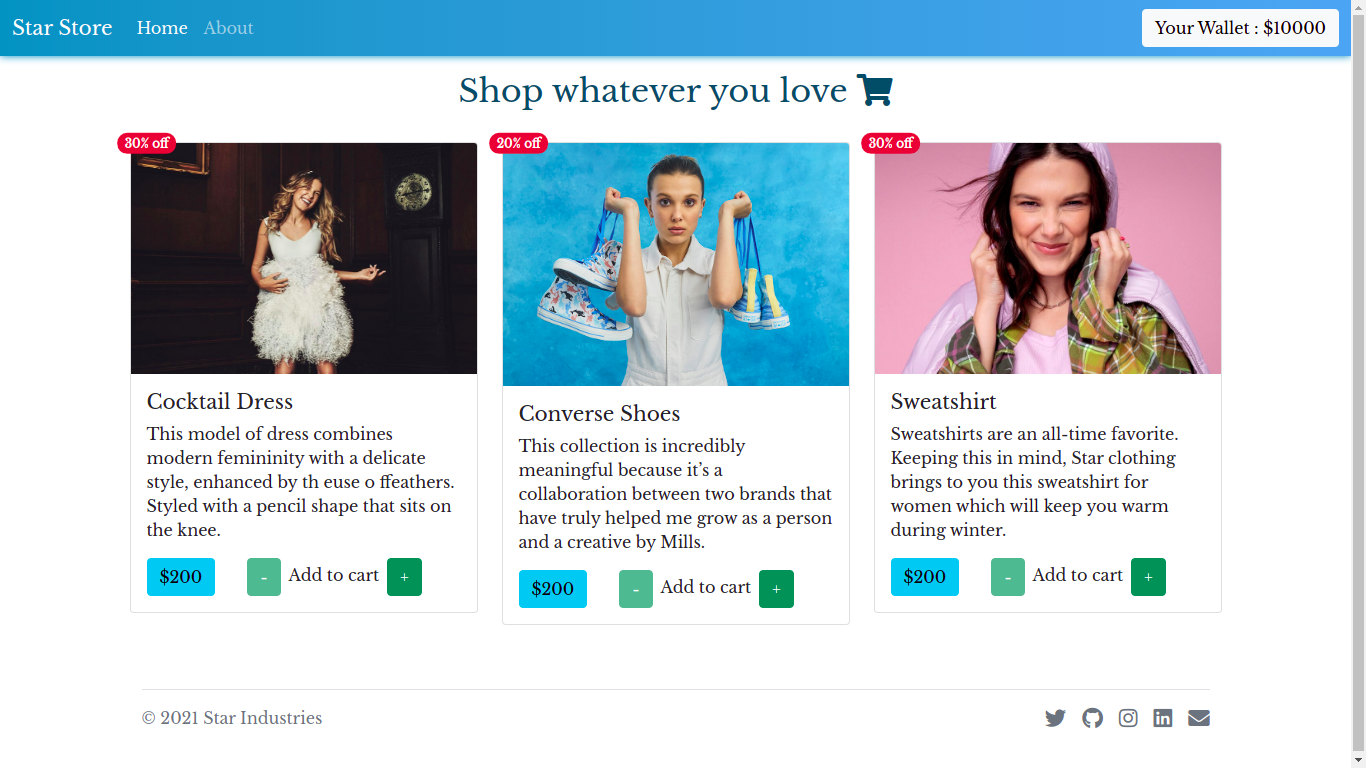 Star Store Home About Your Wallet : $10000
Shop whatever you love
30% off
20% off
30% off
Cocktail Dress
This model of dress combines
modern femininity with a delicate
style, enhanced by th euse o ffeathers.
Styled with a pencil shape that sits on
the knee.
$200 - Add to cart +
Converse Shoes
This collection is incredibly
meaningful because it’s a
collaboration between two brands that
have truly helped me grow as a person
and a creative by Mills.
$200 - Add to cart +
Sweatshirt
Sweatshirts are an all-time favorite.
Keeping this in mind, Star clothing
brings to you this sweatshirt for
women which will keep you warm
during winter.
$200 - Add to cart +
© 2021 Star Industries